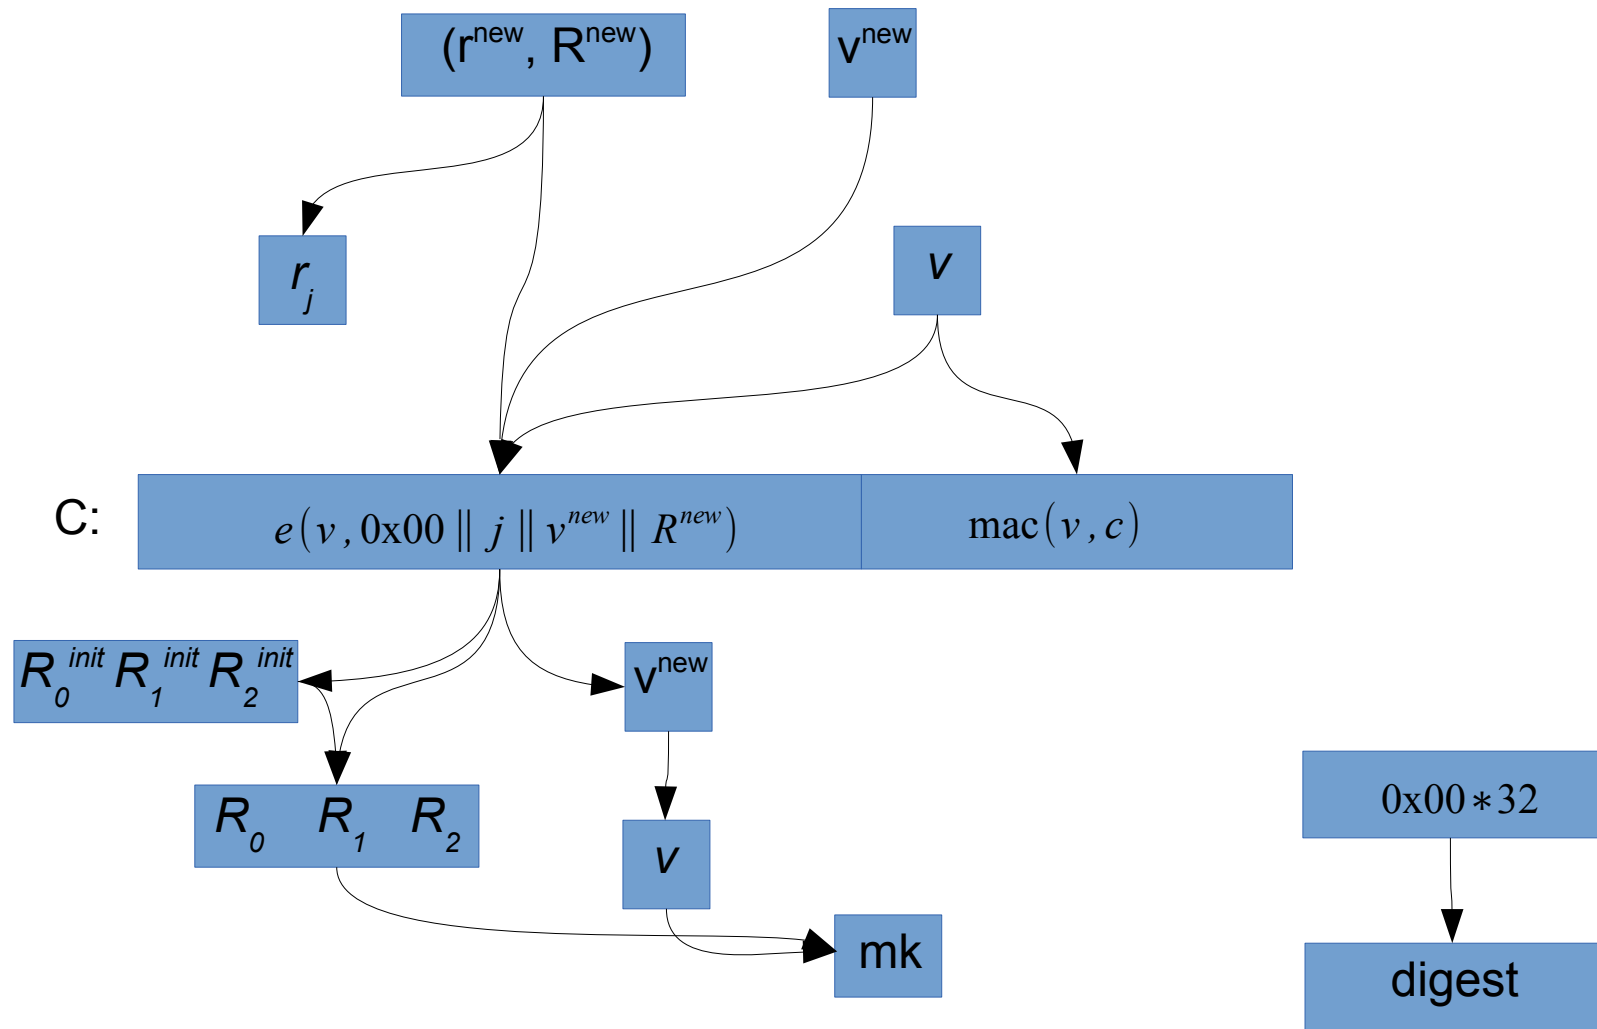 (r^new, R^new)
v^new
r_j
v
C: e(v, 0x00 ‖ j ‖ v^new ‖ R^new) mac(v, c)
R_0^init R_1^init R_2^init
v^new
R_0 R_1 R_2
v
0x00*32
mk
digest